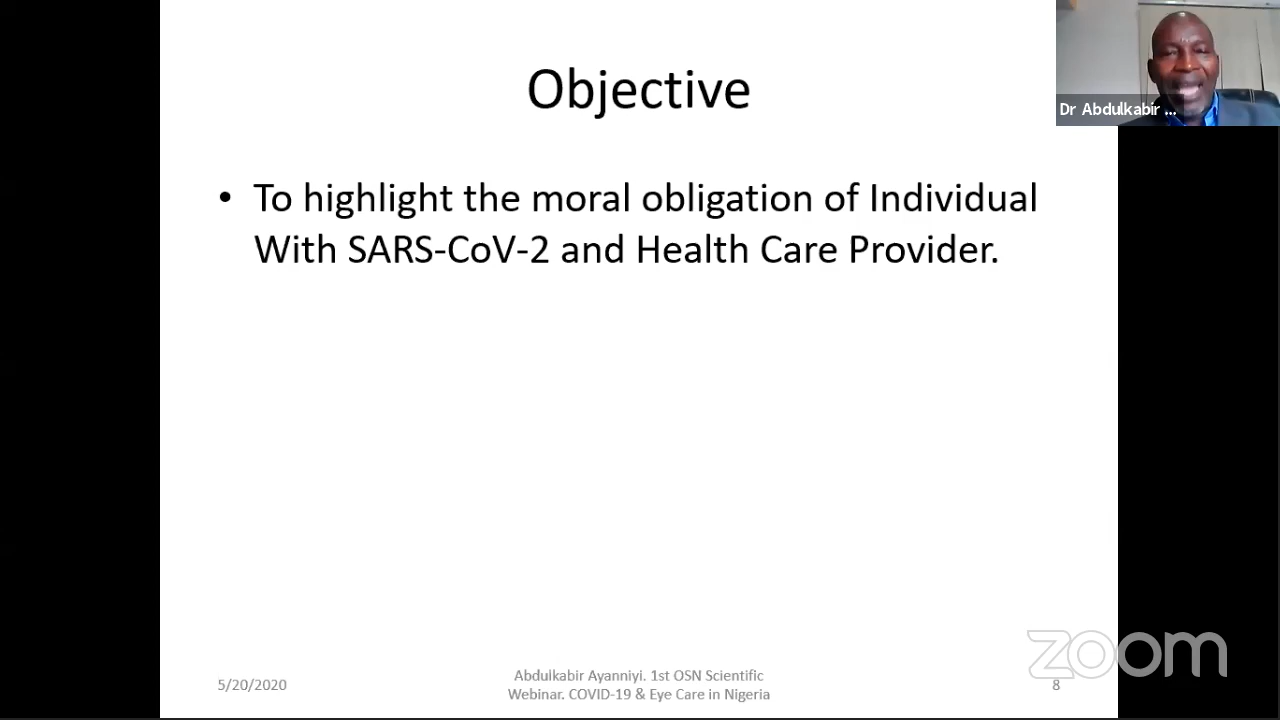 Objective
Dr Abdulkabir ...
• To highlight the moral obligation of Individual
With SARS-CoV-2 and Health Care Provider.
5/20/2020
Abdulkabir Ayanniyi. 1st OSN Scientific
Webinar. COVID-19 & Eye Care in Nigeria
8
zoom